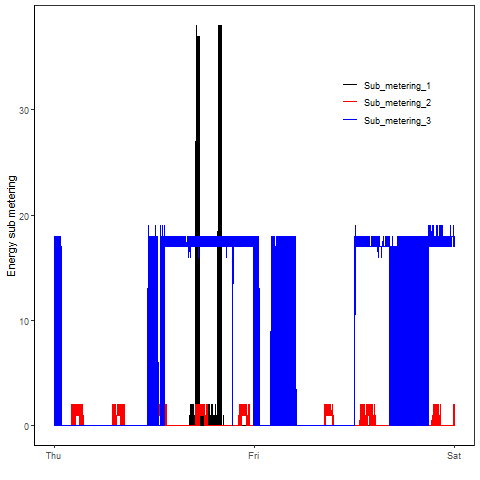 Energy sub metering
30
20
10
0
Sub_metering_1
Sub_metering_2
Sub_metering_3
Thu
Fri
Sat